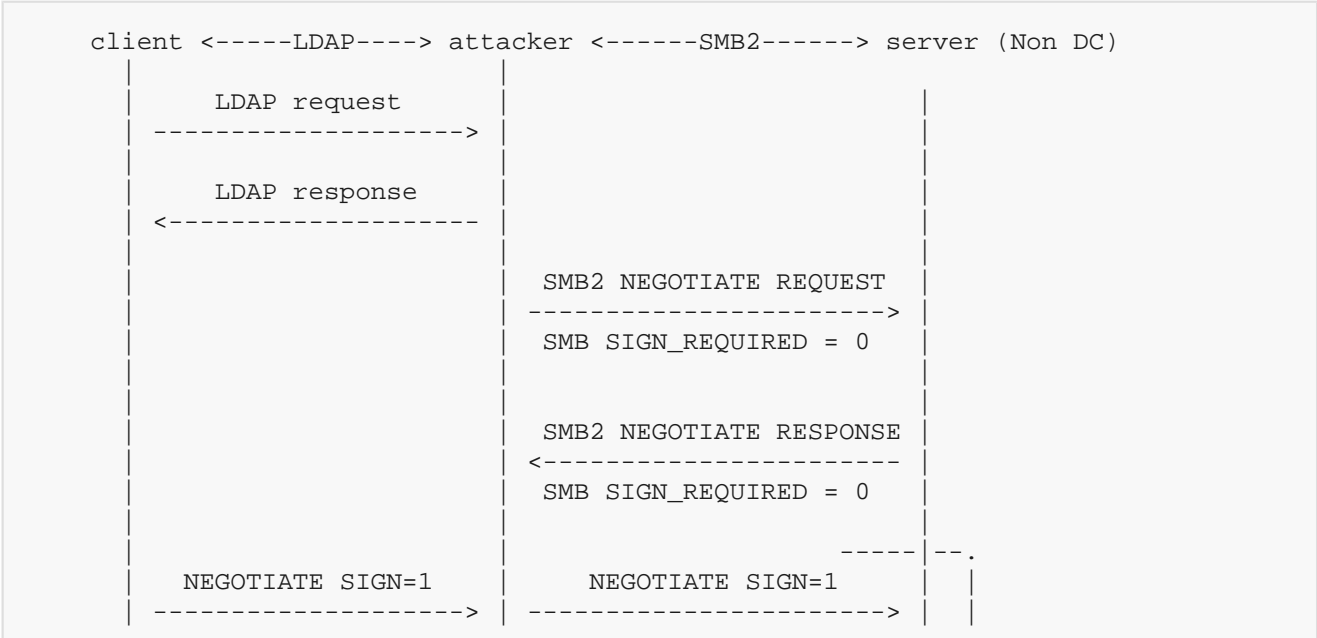 client <-----LDAP----> attacker <------SMB2------> server (Non DC)
LDAP request
-------------------->
LDAP response
<--------------------
SMB2 NEGOTIATE REQUEST
----------------------->
SMB SIGN_REQUIRED = 0
SMB2 NEGOTIATE RESPONSE
<-----------------------
SMB SIGN_REQUIRED = 0
-----|--.
NEGOTIATE SIGN=1 | NEGOTIATE SIGN=1 | |
--------------------> | -----------------------> | |